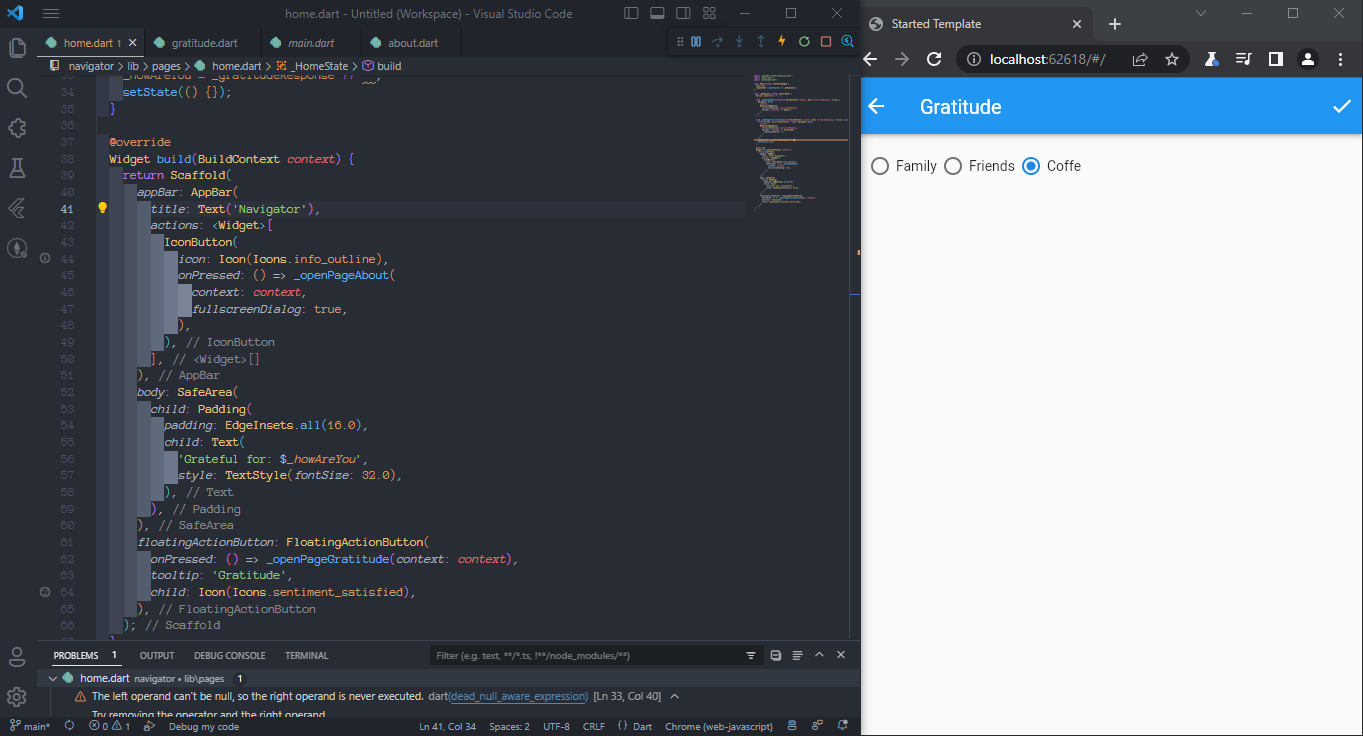 home.dart - Untitled (Workspace) - Visual Studio Code
home.dart 1
gratitude.dart
main.dart
about.dart
navigator > lib > pages > home.dart > _HomeState > build
_howAreYou = _gratitudeResponse ??
34 setState(() {});
35 }
36
37 @override
38 Widget build(BuildContext context) {
39 return Scaffold(
40 appBar: AppBar(
41 title: Text('Navigator'),
42 actions: <Widget>[
43 IconButton(
44 icon: Icon(Icons.info_outline),
45 onPressed: () => _openPageAbout(
46 context: context,
47 fullscreenDialog: true,
48 ),
49 ), // IconButton
50 ], // <Widget>[]
51 ), // AppBar
52 body: SafeArea(
53 child: Padding(
54 padding: EdgeInsets.all(16.0),
55 child: Text(
56 'Grateful for: $_howAreYou',
57 style: TextStyle(fontSize: 32.0),
58 ), // Text
59 ), // Padding
60 ), // SafeArea
61 floatingActionButton: FloatingActionButton(
62 onPressed: () => _openPageGratitude(context: context),
63 tooltip: 'Gratitude',
64 child: Icon(Icons.sentiment_satisfied),
65 ), // FloatingActionButton
66 ); // Scaffold
PROBLEMS 1 OUTPUT DEBUG CONSOLE TERMINAL
Filter (e.g. text, **/*.ts, !**/node_modules/**)
home.dart navigator • lib\pages 1
The left operand can't be null, so the right operand is never executed. dart(dead_null_aware_expression) [Ln 33, Col 40]
Try removing the operator and the right operand.
main* 0 1 Debug my code
Ln 41, Col 34 Spaces: 2 UTF-8 CRLF { } Dart Chrome (web-javascript)
Started Template
localhost:62618/#/
Gratitude
Family Friends Coffe